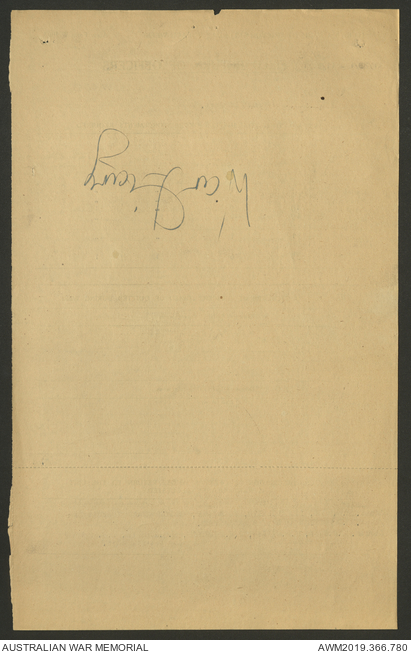 War Diary
AUSTRALIAN WAR MEMORIAL
AWM2019.366.780